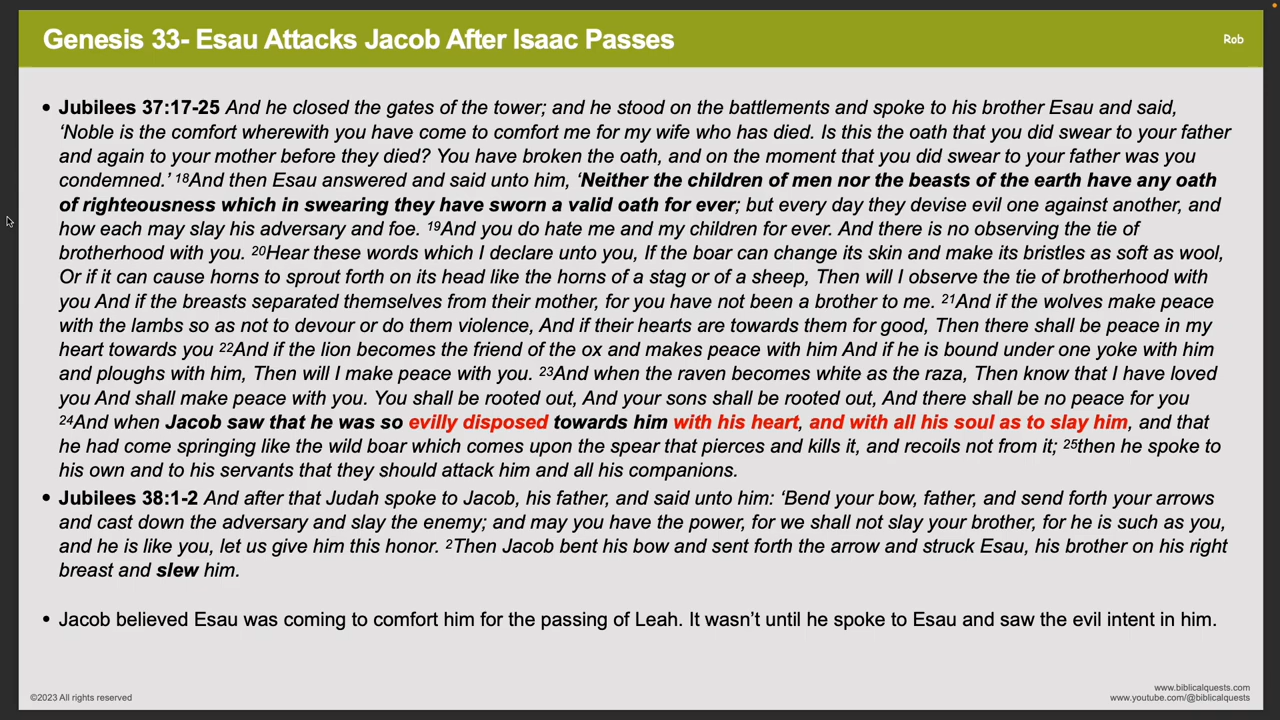 Genesis 33- Esau Attacks Jacob After Isaac Passes
Rob
• Jubilees 37:17-25 And he closed the gates of the tower; and he stood on the battlements and spoke to his brother Esau and said,
‘Noble is the comfort wherewith you have come to comfort me for my wife who has died. Is this the oath that you did swear to your father
and again to your mother before they died? You have broken the oath, and on the moment that you did swear to your father was you
condemned.’ 18And then Esau answered and said unto him, ‘Neither the children of men nor the beasts of the earth have any oath
of righteousness which in swearing they have sworn a valid oath for ever; but every day they devise evil one against another, and
how each may slay his adversary and foe. 19And you do hate me and my children for ever. And there is no observing the tie of
brotherhood with you. 20Hear these words which I declare unto you, If the boar can change its skin and make its bristles as soft as wool,
Or if it can cause horns to sprout forth on its head like the horns of a stag or of a sheep, Then will I observe the tie of brotherhood with
you And if the breasts separated themselves from their mother, for you have not been a brother to me. 21And if the wolves make peace
with the lambs so as not to devour or do them violence, And if their hearts are towards them for good, Then there shall be peace in my
heart towards you 22And if the lion becomes the friend of the ox and makes peace with him And if he is bound under one yoke with him
and ploughs with him, Then will I make peace with you. 23And when the raven becomes white as the raza, Then know that I have loved
you And shall make peace with you. You shall be rooted out, And your sons shall be rooted out, And there shall be no peace for you
24And when Jacob saw that he was so evilly disposed towards him with his heart, and with all his soul as to slay him, and that
he had come springing like the wild boar which comes upon the spear that pierces and kills it, and recoils not from it; 25then he spoke to
his own and to his servants that they should attack him and all his companions.
• Jubilees 38:1-2 And after that Judah spoke to Jacob, his father, and said unto him: ‘Bend your bow, father, and send forth your arrows
and cast down the adversary and slay the enemy; and may you have the power, for we shall not slay your brother, for he is such as you,
and he is like you, let us give him this honor. 2Then Jacob bent his bow and sent forth the arrow and struck Esau, his brother on his right
breast and slew him.
• Jacob believed Esau was coming to comfort him for the passing of Leah. It wasn’t until he spoke to Esau and saw the evil intent in him.
©2023 All rights reserved
www.biblicalquests.com
www.youtube.com/@biblicalquests